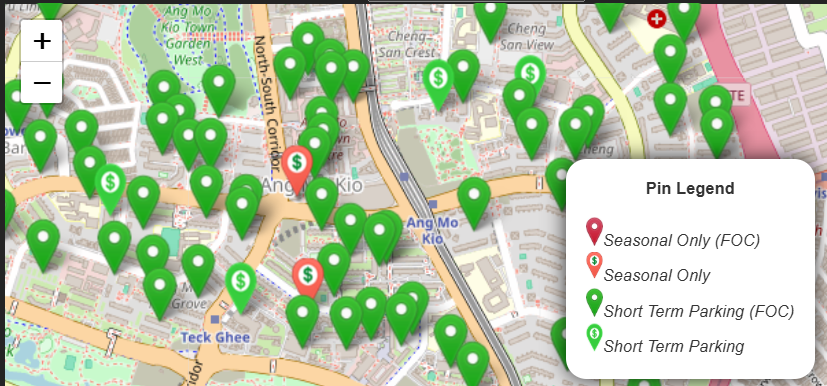 Ang Mo
Kio Town
Garden
West
Cheng
San Crest
Cheng
San View
+
−
North-South Corridor
TE
Ang Mo Kio
Ang Mo
Kio
Grove
Teck Ghee
Pin Legend
Seasonal Only (FOC)
$ Seasonal Only
Short Term Parking (FOC)
$ Short Term Parking